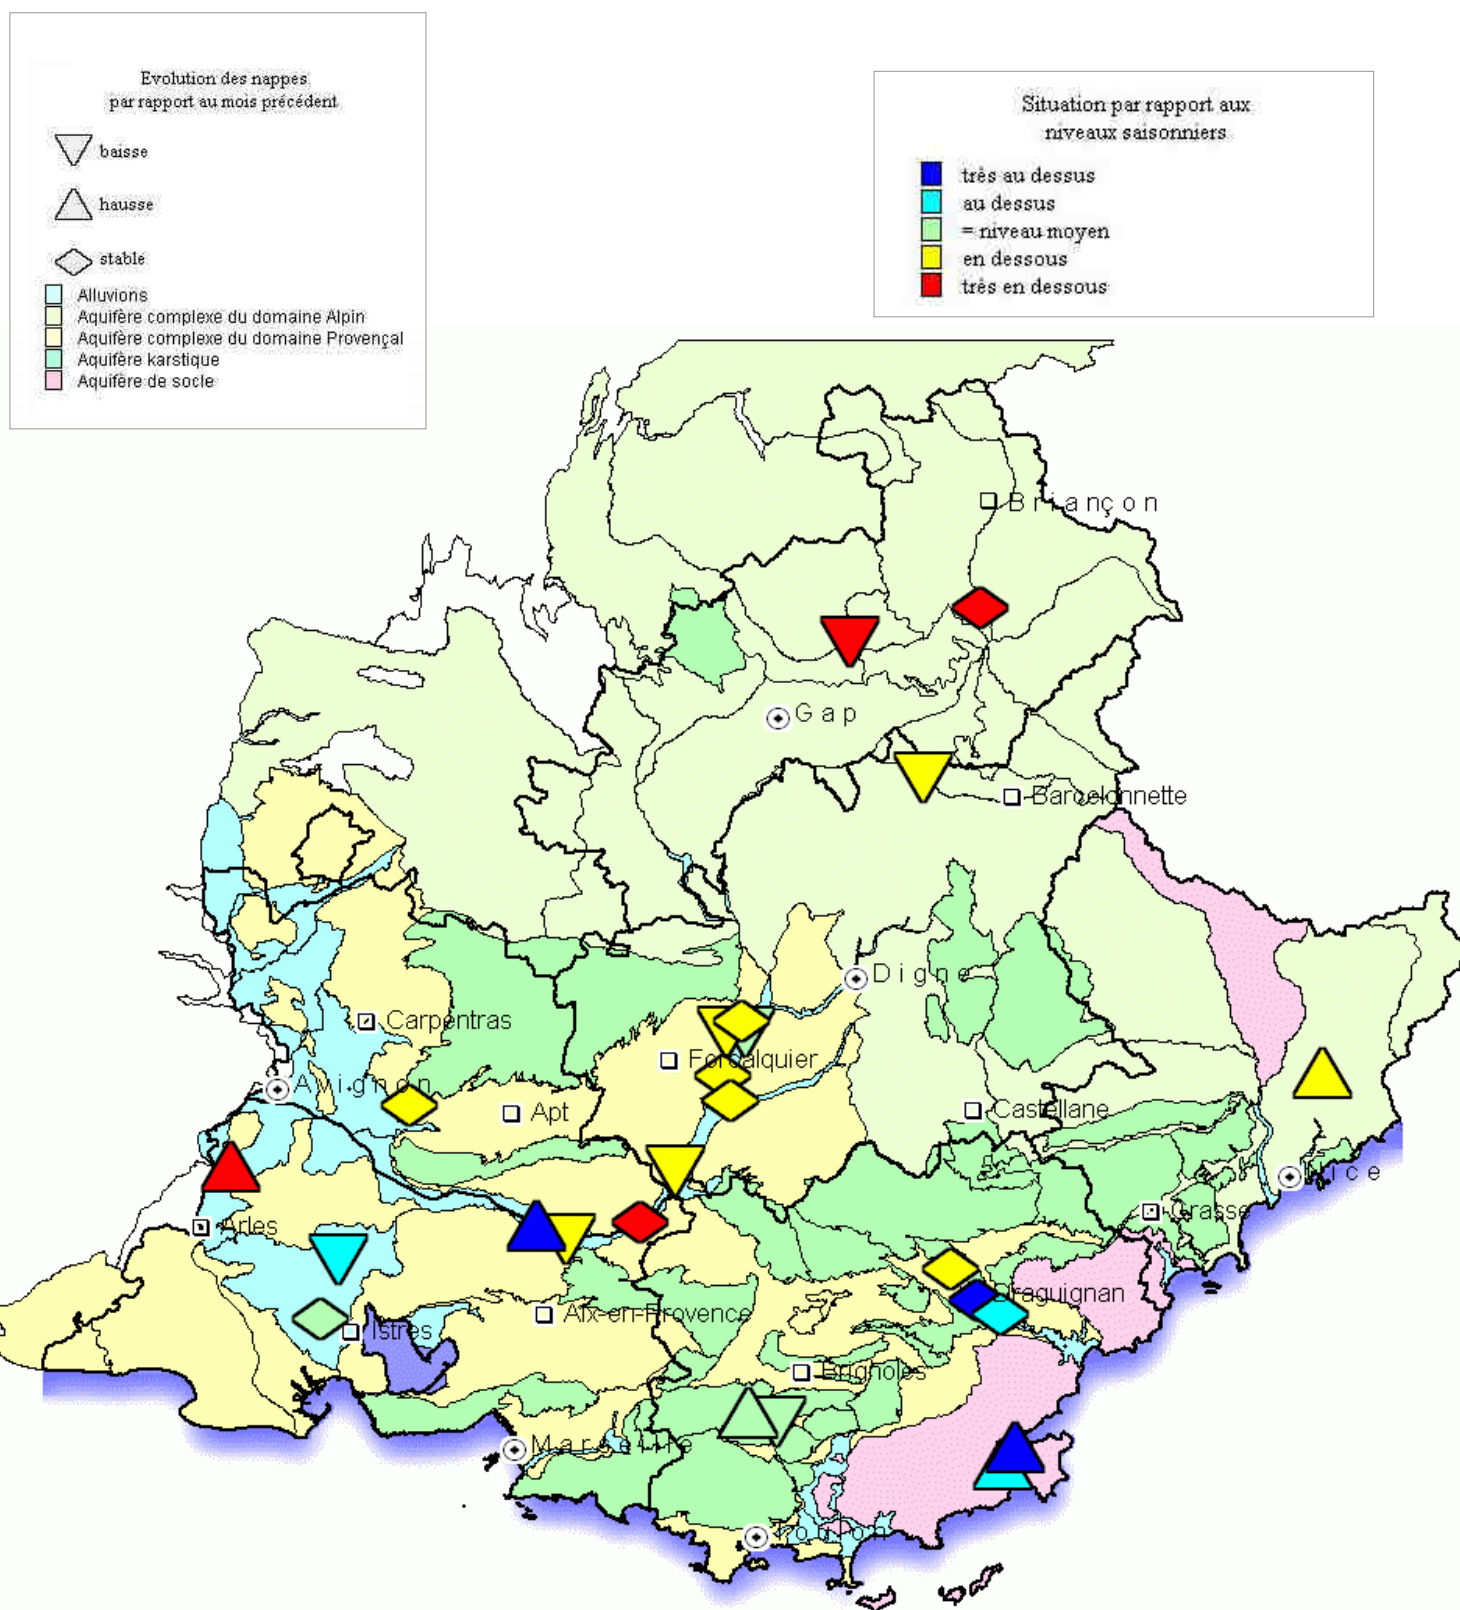 Evolution des nappes
par rapport au mois précédent
baisse
hausse
stable
Alluvions
Aquifère complexe du domaine Alpin
Aquifère complexe du domaine Provençal
Aquifère karstique
Aquifère de socle
Situation par rapport aux
niveaux saisonniers
très au dessus
au dessus
= niveau moyen
en dessous
très en dessous
Briançon
Gap
Barcelonnette
Digne
Carpentras
Forcalquier
Avignon
Apt
Castellane
Nice
Grasse
Arles
Draguignan
Aix-en-Provence
Istres
Brignoles
Marseille
Toulon